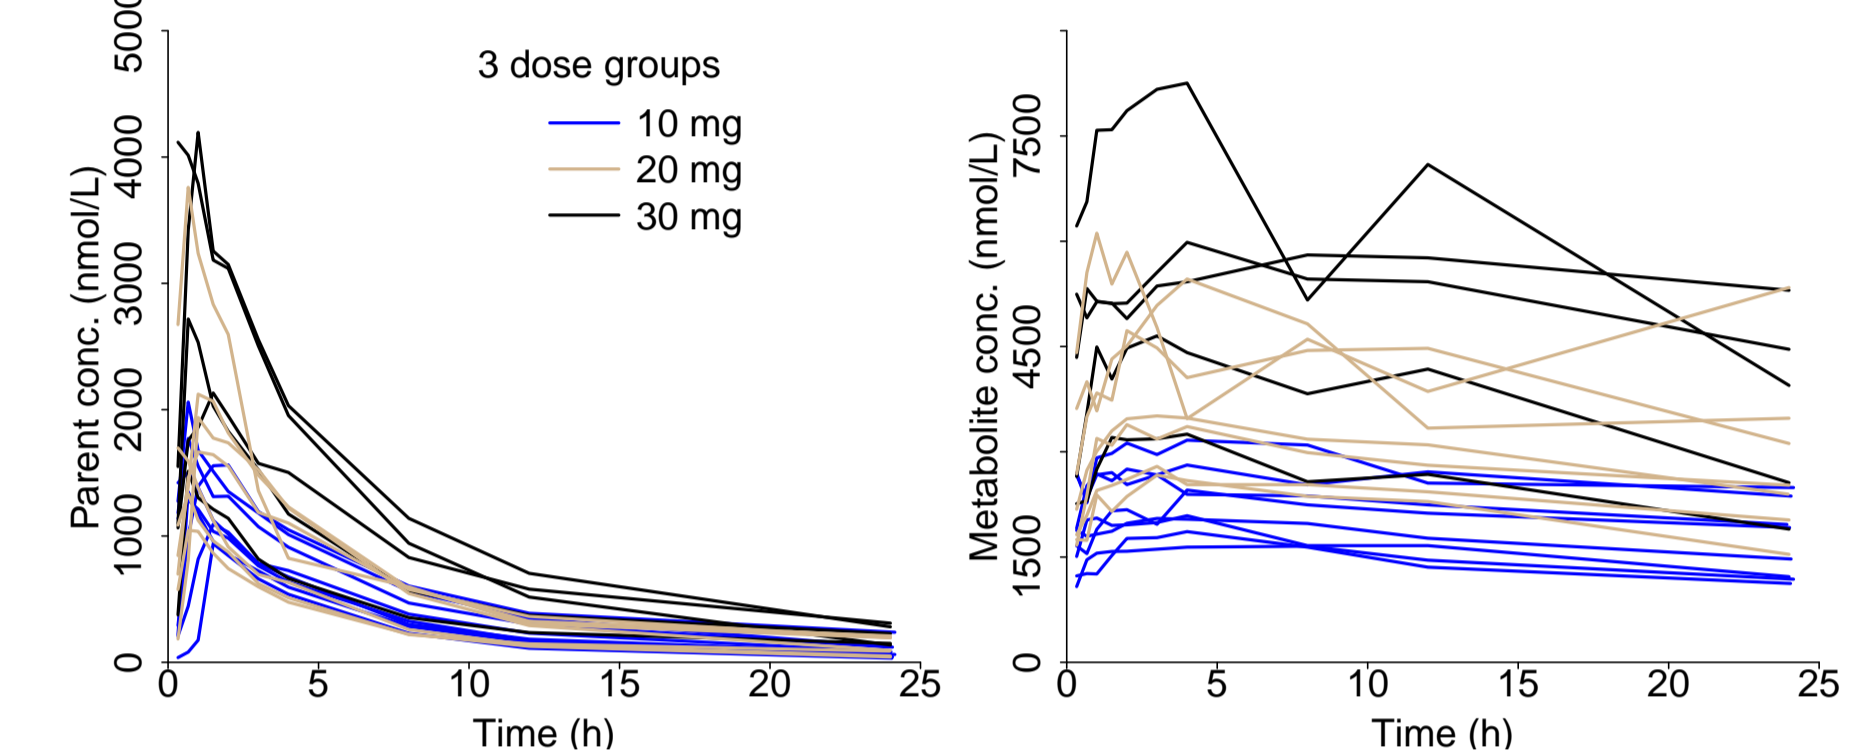 Parent conc. (nmol/L)
5000
4000
3000
2000
1000
0
3 dose groups
10 mg
20 mg
30 mg
0 5 10 15 20 25
Time (h)
Metabolite conc. (nmol/L)
7500
4500
1500
0
0 5 10 15 20 25
Time (h)